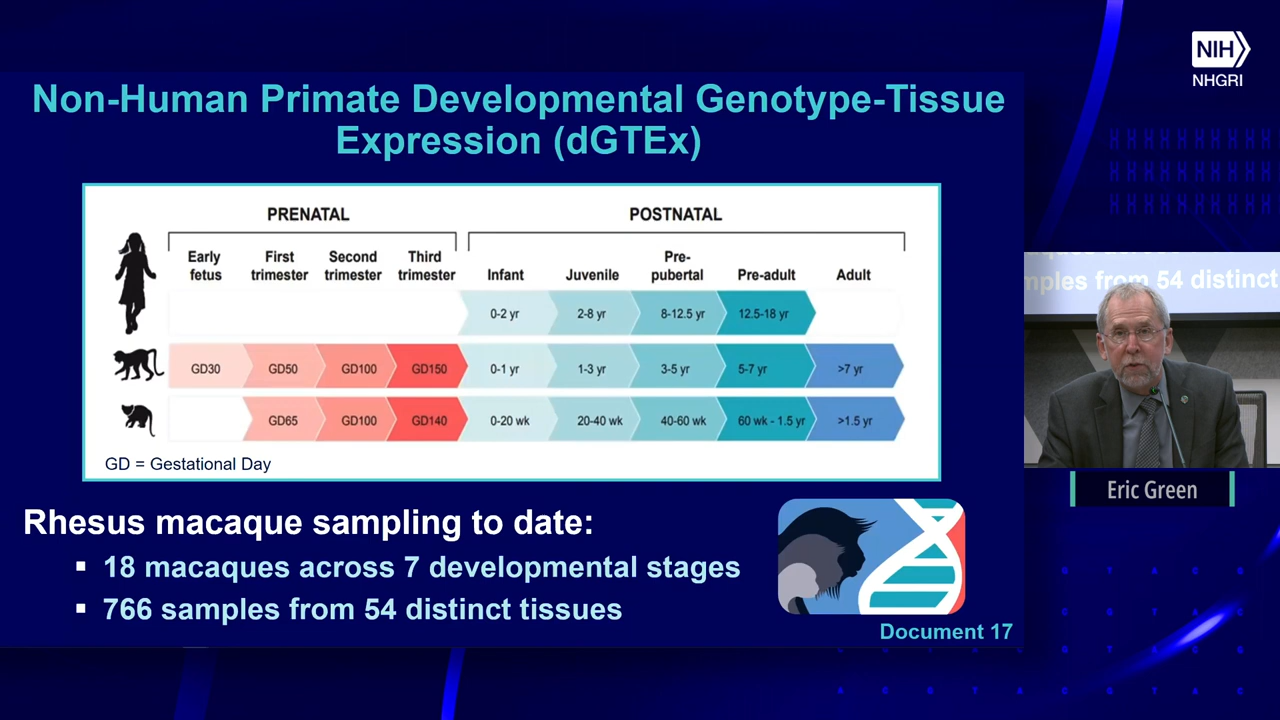 NIH
NHGRI
Non-Human Primate Developmental Genotype-Tissue
Expression (dGTEx)
PRENATAL
POSTNATAL
Early
fetus
First
trimester
Second
trimester
Third
trimester
Infant
Juvenile
Pre-
pubertal
Pre-adult
Adult
0-2 yr
2-8 yr
8-12.5 yr
12.5-18 yr
GD30
GD50
GD100
GD150
0-1 yr
1-3 yr
3-5 yr
5-7 yr
>7 yr
GD65
GD100
GD140
0-20 wk
20-40 wk
40-60 wk
60 wk - 1.5 yr
>1.5 yr
GD = Gestational Day
Rhesus macaque sampling to date:
▪ 18 macaques across 7 developmental stages
▪ 766 samples from 54 distinct tissues
Document 17
from 54 distinct
Eric Green